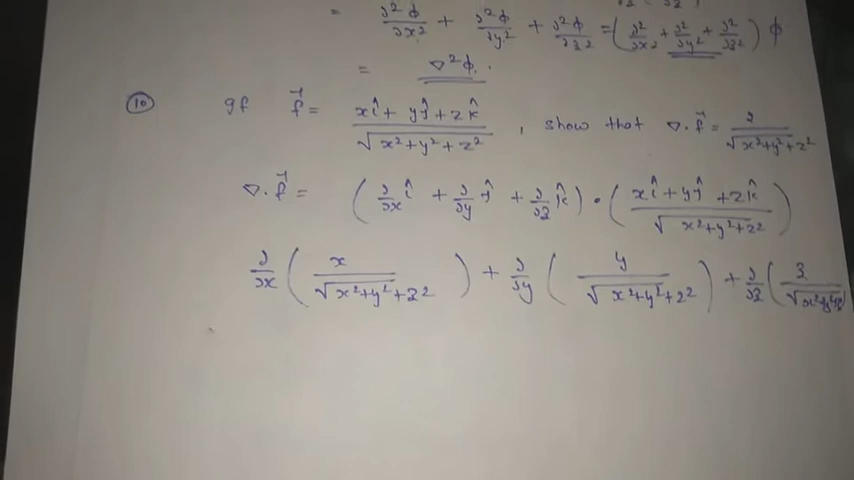 = ∂²ϕ/∂x² + ∂²ϕ/∂y² + ∂²ϕ/∂z² = (∂²/∂x² + ∂²/∂y² + ∂²/∂z²) ϕ
= ∇²ϕ.
(10) If f⃗ = (xî + yĵ + zk̂)/√(x²+y²+z²), show that ∇·f⃗ = 2/√(x²+y²+z²)
∇·f⃗ = (∂/∂x î + ∂/∂y ĵ + ∂/∂z k̂) · ((xî + yĵ + zk̂)/√(x²+y²+z²))
∂/∂x (x/√(x²+y²+z²)) + ∂/∂y (y/√(x²+y²+z²)) + ∂/∂z (z/√(x²+y²+z²))